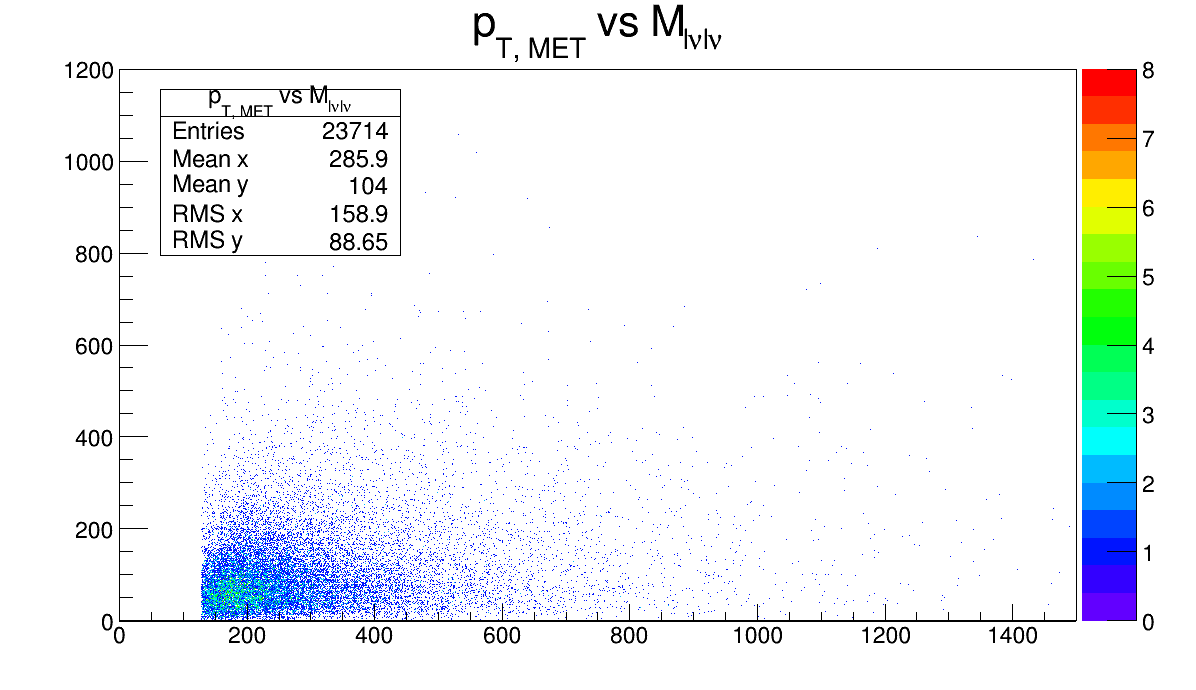 p_T, MET vs M_lνlν
p_T, MET vs M_lνlν
Entries 23714
Mean x 285.9
Mean y 104
RMS x 158.9
RMS y 88.65
1200
1000
800
600
400
200
0
0 200 400 600 800 1000 1200 1400
8
7
6
5
4
3
2
1
0